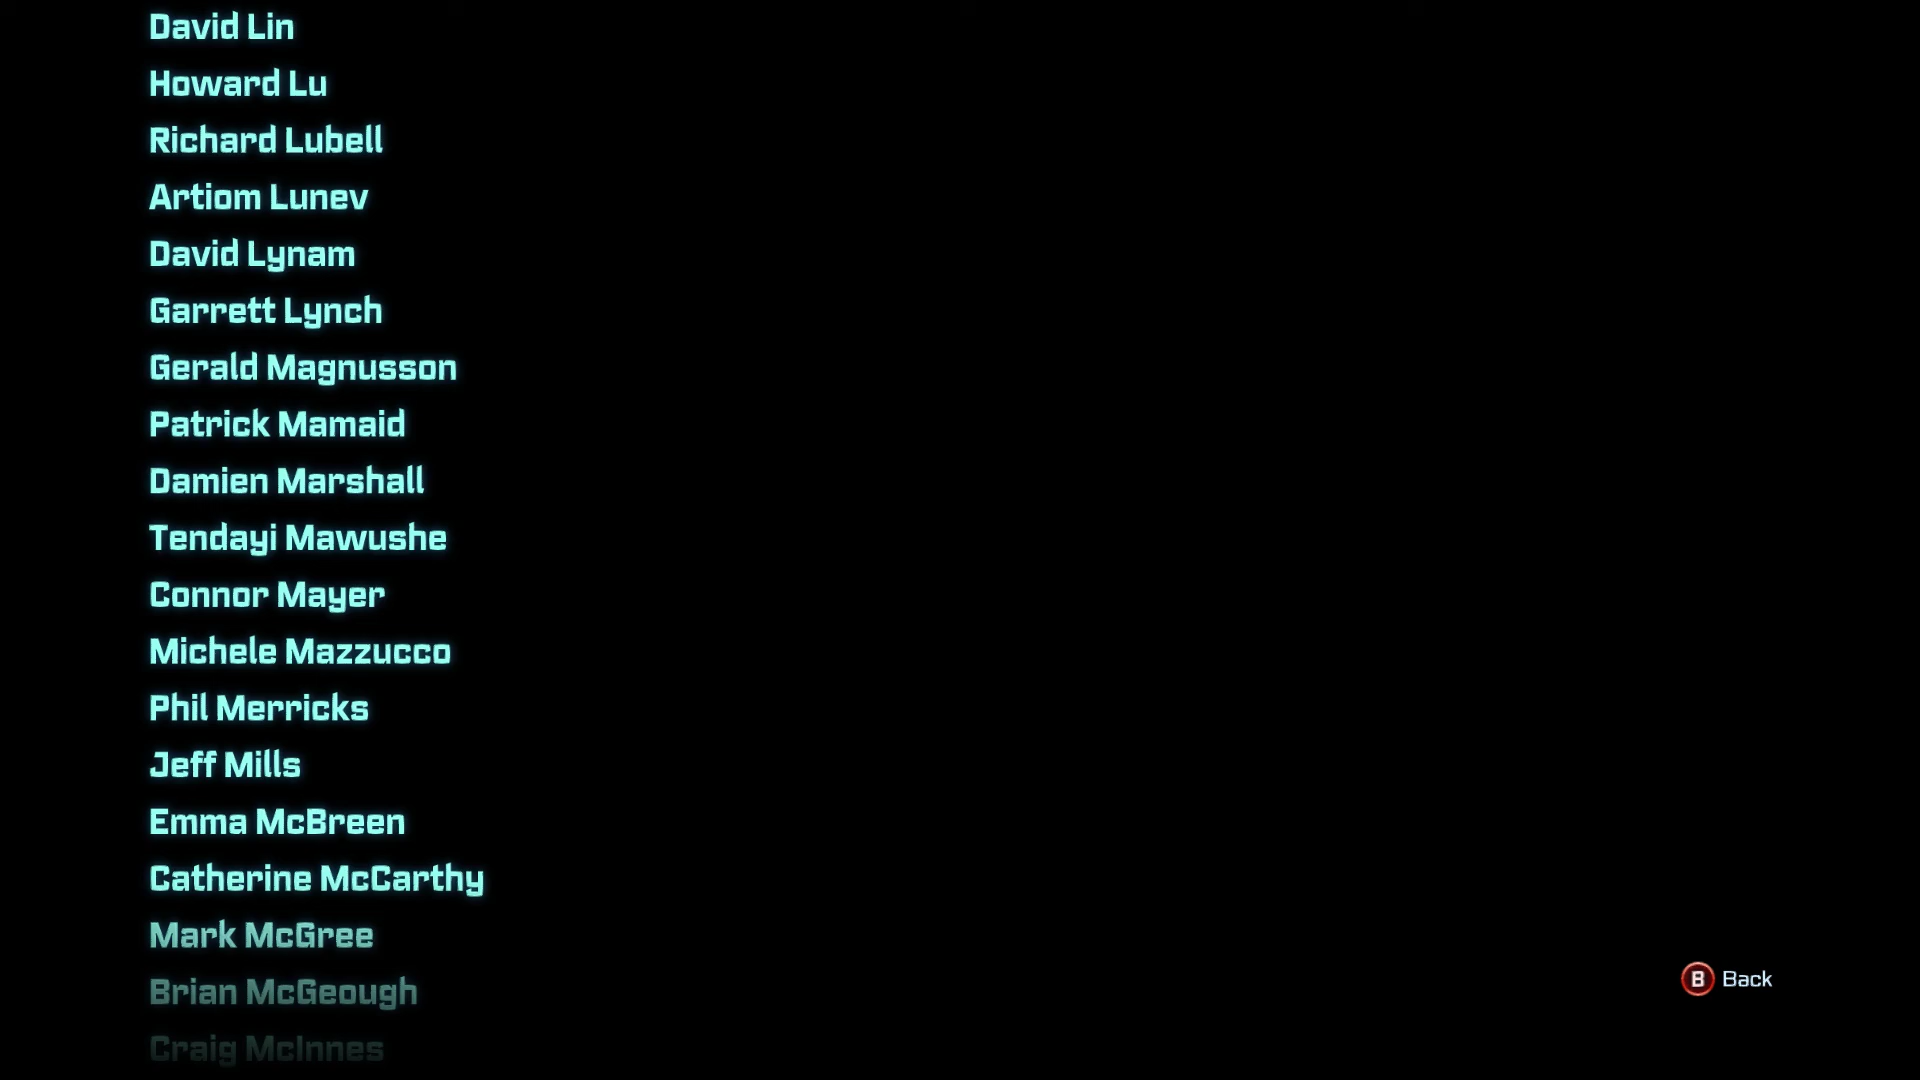 David Lin
Howard Lu
Richard Lubell
Artiom Lunev
David Lynam
Garrett Lynch
Gerald Magnusson
Patrick Mamaid
Damien Marshall
Tendayi Mawushe
Connor Mayer
Michele Mazzucco
Phil Merricks
Jeff Mills
Emma McBreen
Catherine McCarthy
Mark McGree
Brian McGeough
B Back
Craig McInnes